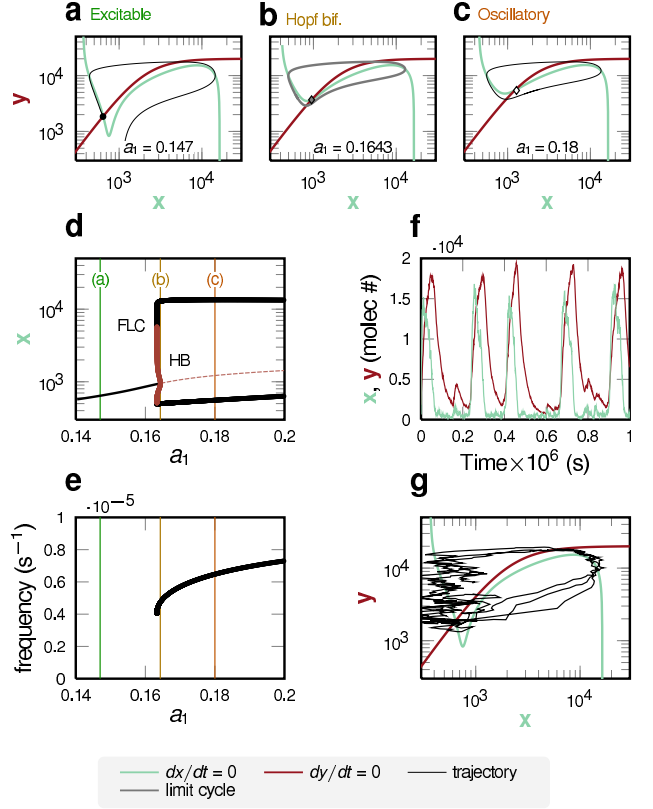 a Excitable
b Hopf bif.
c Oscillatory
y
10⁴
10³
a₁ = 0.147
10³ 10⁴
x
a₁ = 0.1643
10³ 10⁴
x
a₁ = 0.18
10³ 10⁴
x
d
(a) (b) (c)
x
10⁴
10³
FLC
HB
0.14 0.16 0.18 0.2
a₁
f
·10⁴
x, y (molec #)
2
1.5
1
0.5
0
0 0.2 0.4 0.6 0.8 1
Time×10⁶ (s)
e
·10⁻⁵
frequency (s⁻¹)
1
0.8
0.6
0.4
0.2
0
0.14 0.16 0.18 0.2
a₁
g
y
10⁴
10³
10³ 10⁴
x
dx/dt = 0 dy/dt = 0 trajectory
limit cycle